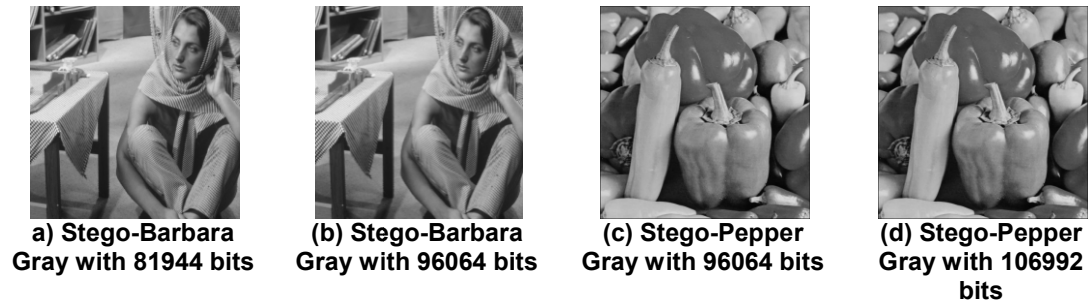 a) Stego-Barbara
Gray with 81944 bits
(b) Stego-Barbara
Gray with 96064 bits
(c) Stego-Pepper
Gray with 96064 bits
(d) Stego-Pepper
Gray with 106992
bits